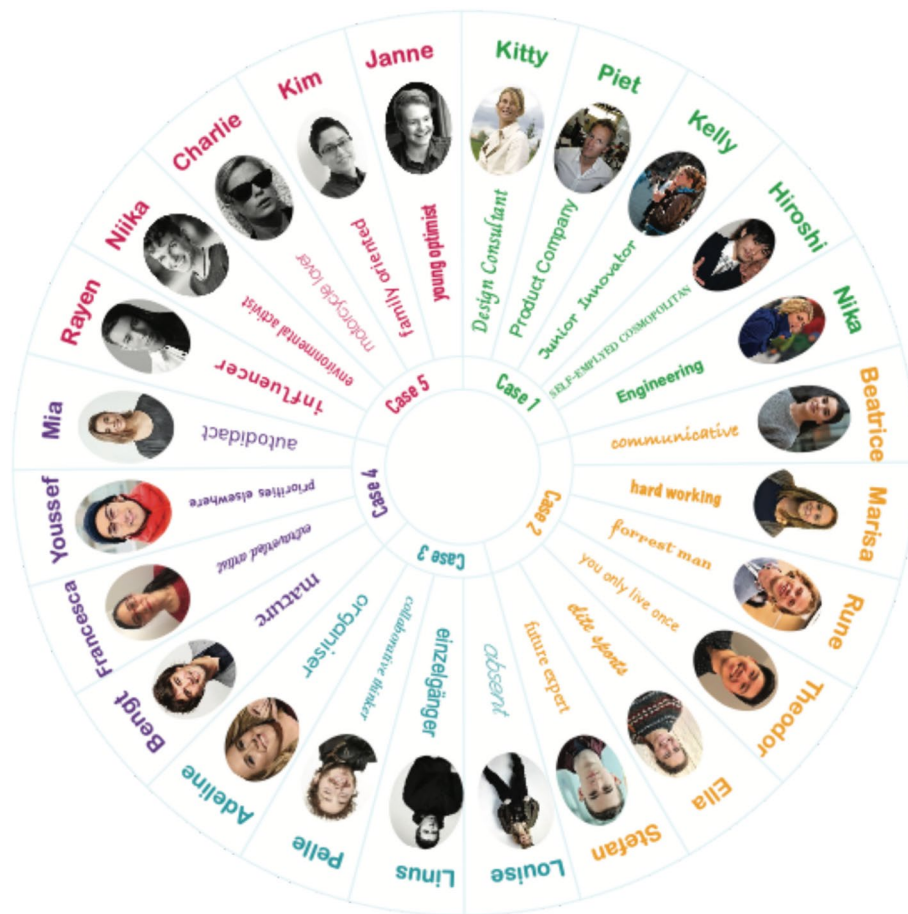 Kitty
Design Consultant
Piet
Product Company
Kelly
Junior Innovator
Hiroshi
SELF-EMPLYED COSMOPOLITAN
Nika
Engineering
Case 1
Beatrice
communicative
Marisa
hard working
Rune
forrest man
Theodor
you only live once
Ella
elite sports
Stefan
future expert
Case 2
Louise
absent
Linus
einzelgänger
Pelle
collaborative thinker
Adeline
organiser
Case 3
Bengt
mature
Francesca
extraverted artist
Youssef
priorities elsewhere
Mia
autodidact
Case 4
Rayen
influencer
Niika
environmental activist
Charlie
motorcycle lover
Kim
family oriented
Janne
young optimist
Case 5